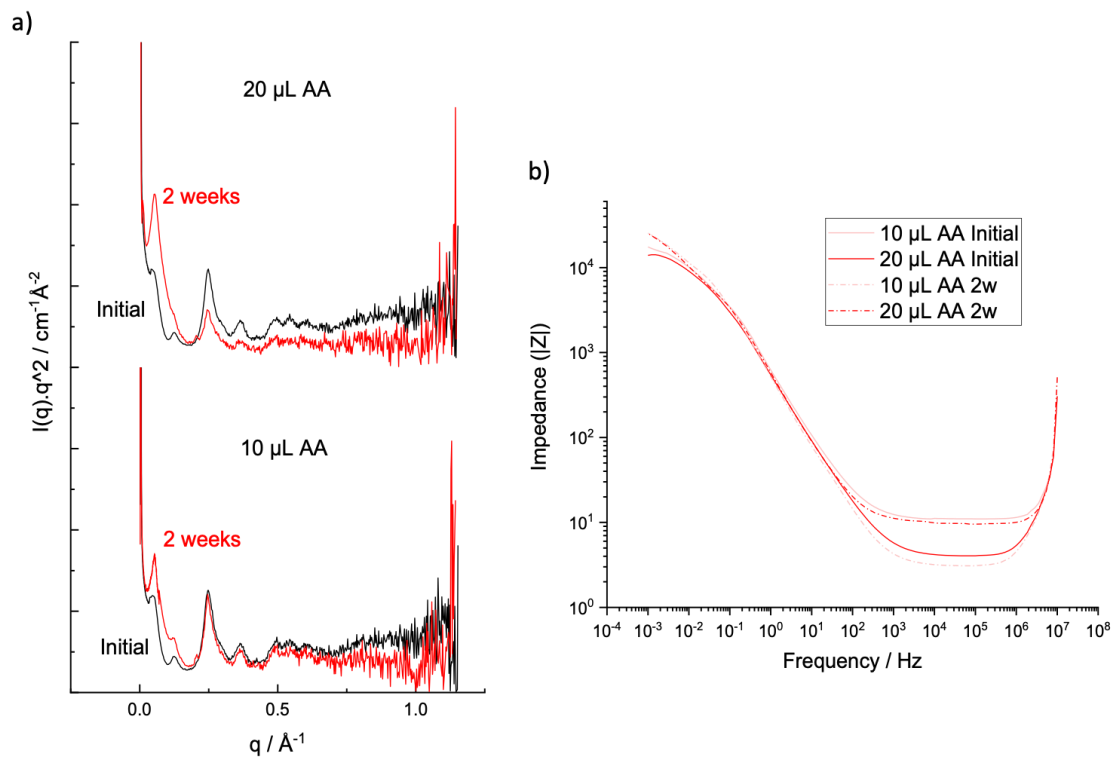 a)
20 μL AA
2 weeks
Initial
I(q).q^2 / cm⁻¹Å⁻²
10 μL AA
2 weeks
Initial
0.0 0.5 1.0
q / Å⁻¹
b)
10 μL AA Initial
20 μL AA Initial
10 μL AA 2w
20 μL AA 2w
Impedance (|Z|)
10⁴
10³
10²
10¹
10⁰
10⁻⁴ 10⁻³ 10⁻² 10⁻¹ 10⁰ 10¹ 10² 10³ 10⁴ 10⁵ 10⁶ 10⁷ 10⁸
Frequency / Hz